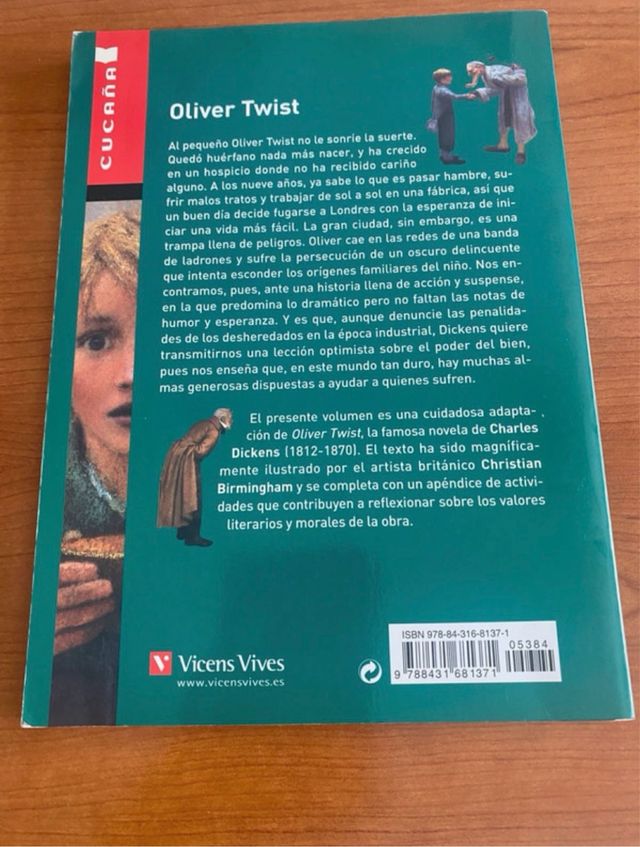 CUCAÑA
Oliver Twist
Al pequeño Oliver Twist no le sonríe la suerte.
Quedó huérfano nada más nacer, y ha crecido
en un hospicio donde no ha recibido cariño
alguno. A los nueve años, ya sabe lo que es pasar hambre, su-
frir malos tratos y trabajar de sol a sol en una fábrica, así que
un buen día decide fugarse a Londres con la esperanza de ini-
ciar una vida más fácil. La gran ciudad, sin embargo, es una
trampa llena de peligros. Oliver cae en las redes de una banda
de ladrones y sufre la persecución de un oscuro delincuente
que intenta esconder los orígenes familiares del niño. Nos en-
contramos, pues, ante una historia llena de acción y suspense,
en la que predomina lo dramático pero no faltan las notas de
humor y esperanza. Y es que, aunque denuncie las penalida-
des de los desheredados en la época industrial, Dickens quiere
transmitirnos una lección optimista sobre el poder del bien,
pues nos enseña que, en este mundo tan duro, hay muchas al-
mas generosas dispuestas a ayudar a quienes sufren.
El presente volumen es una cuidadosa adapta-
ción de Oliver Twist, la famosa novela de Charles
Dickens (1812-1870). El texto ha sido magnífica-
mente ilustrado por el artista británico Christian
Birmingham y se completa con un apéndice de activi-
dades que contribuyen a reflexionar sobre los valores
literarios y morales de la obra.
Vicens Vives
www.vicensvives.es
ISBN 978-84-316-8137-1
05384
9 788431 681371